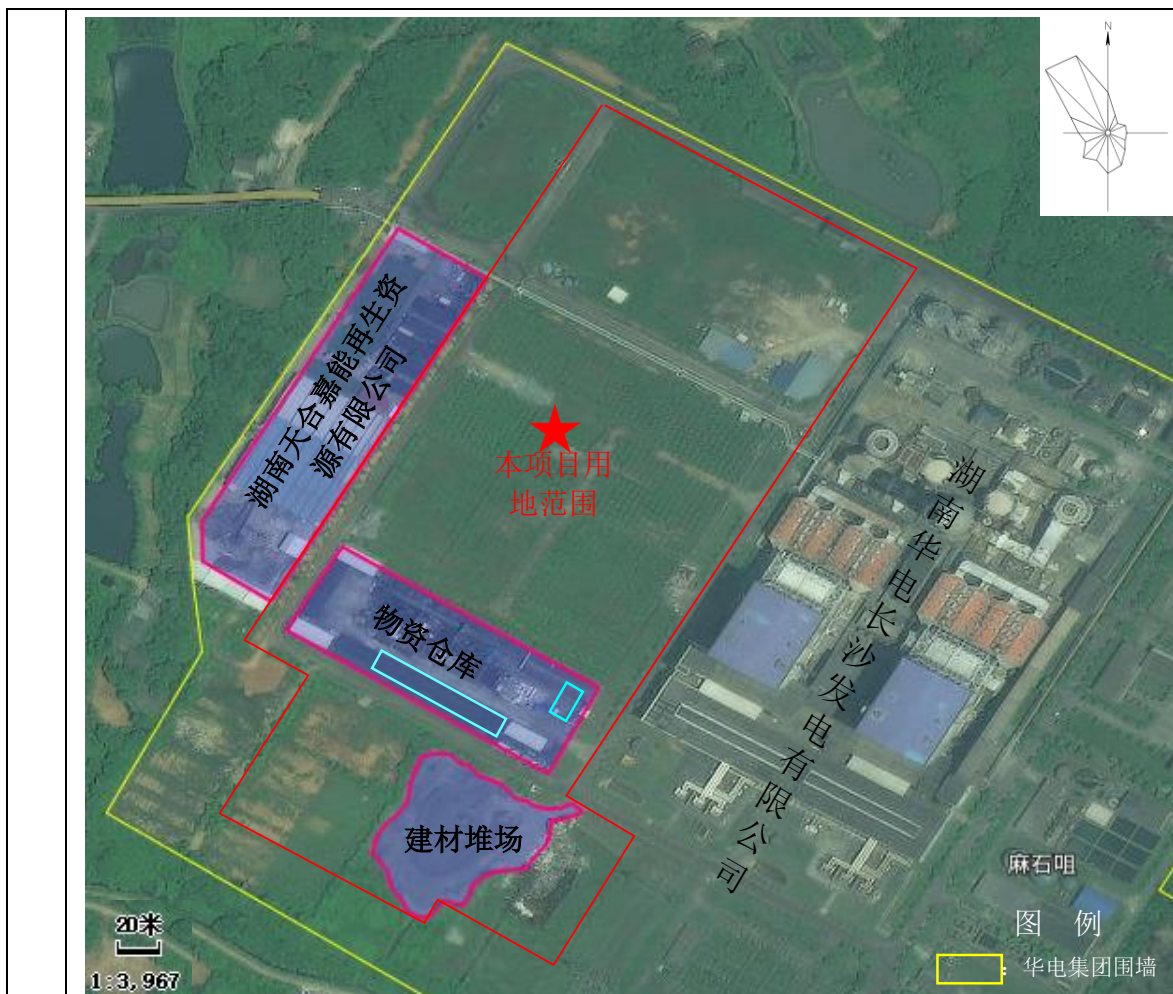 N
湖南天合嘉能再生资
源有限公司
本项目用
地范围
湖南华电长沙发电有限公司
物资仓库
建材堆场
麻石咀
20米
1:3,967
图 例
：华电集团围墙